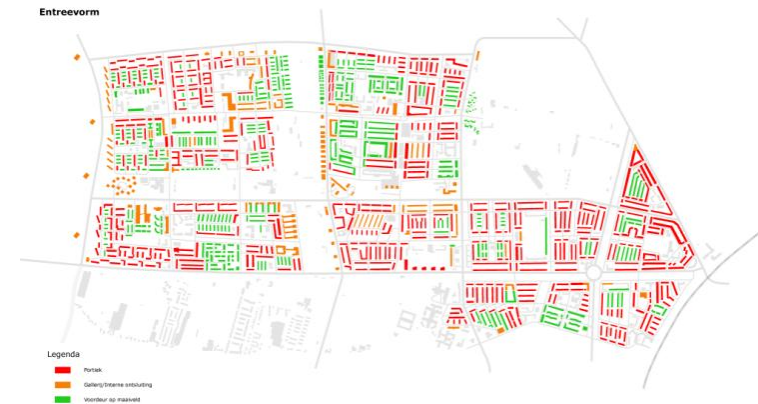 Entreevorm
Legenda
Portiek
Gallerij/Interne ontsluiting
Voordeur op maaiveld